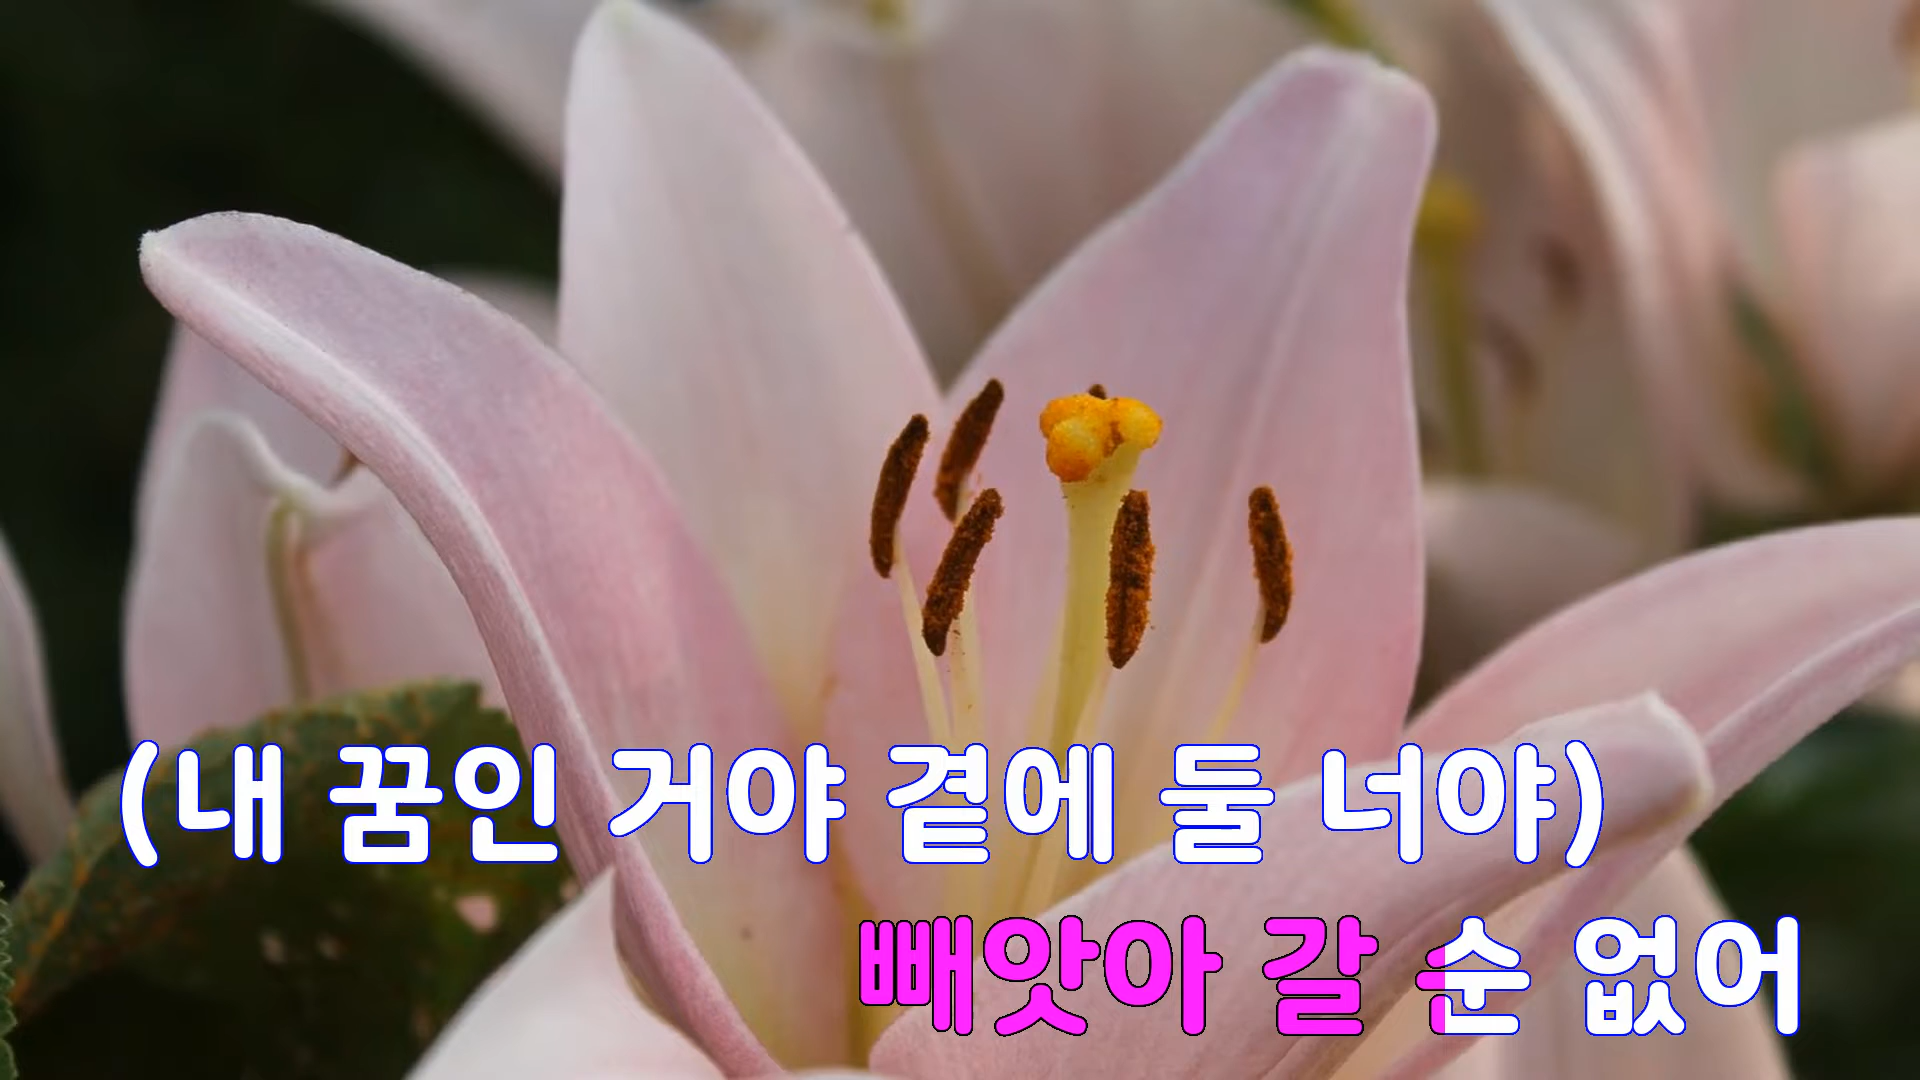 (내 꿈인 거야 곁에 둘 너야)
빼앗아 갈 순 없어